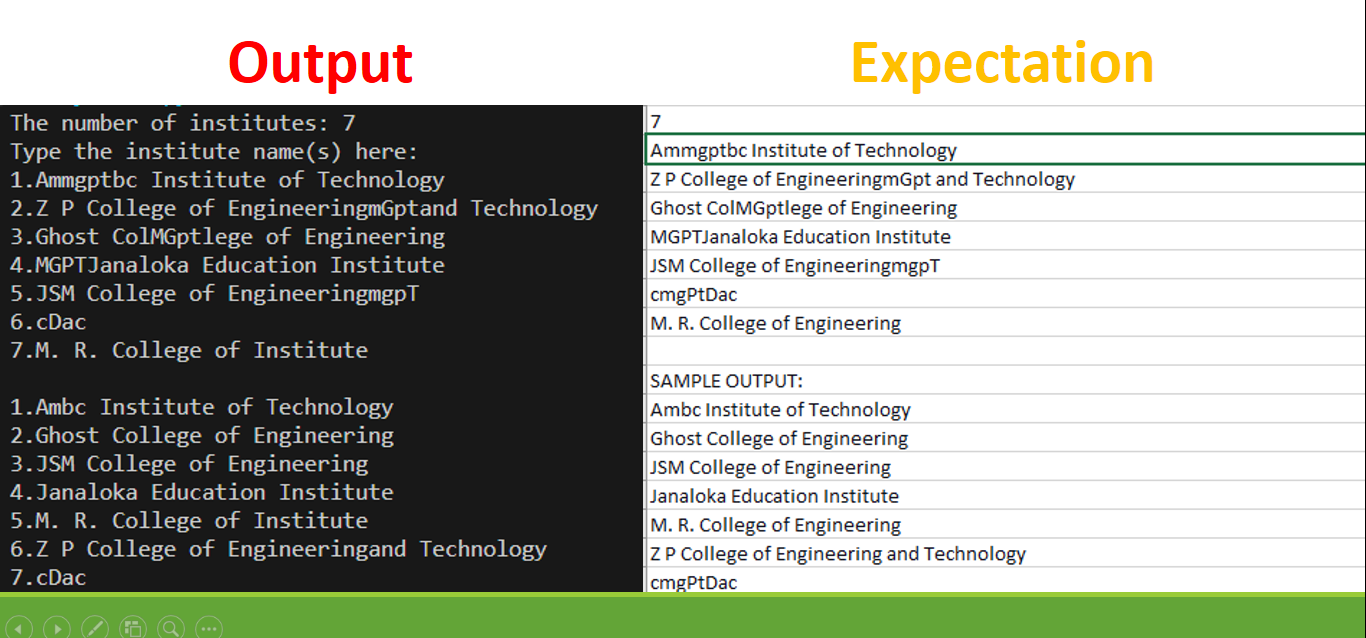 Output
The number of institutes: 7
Type the institute name(s) here:
1.Ammgptbc Institute of Technology
2.Z P College of EngineeringmGptand Technology
3.Ghost ColMGptlege of Engineering
4.MGPTJanaloka Education Institute
5.JSM College of EngineeringmgpT
6.cDac
7.M. R. College of Institute
1.Ambc Institute of Technology
2.Ghost College of Engineering
3.JSM College of Engineering
4.Janaloka Education Institute
5.M. R. College of Institute
6.Z P College of Engineeringand Technology
7.cDac
Expectation
7
Ammgptbc Institute of Technology
Z P College of EngineeringmGpt and Technology
Ghost ColMGptlege of Engineering
MGPTJanaloka Education Institute
JSM College of EngineeringmgpT
cmgPtDac
M. R. College of Engineering
SAMPLE OUTPUT:
Ambc Institute of Technology
Ghost College of Engineering
JSM College of Engineering
Janaloka Education Institute
M. R. College of Engineering
Z P College of Engineering and Technology
cmgPtDac